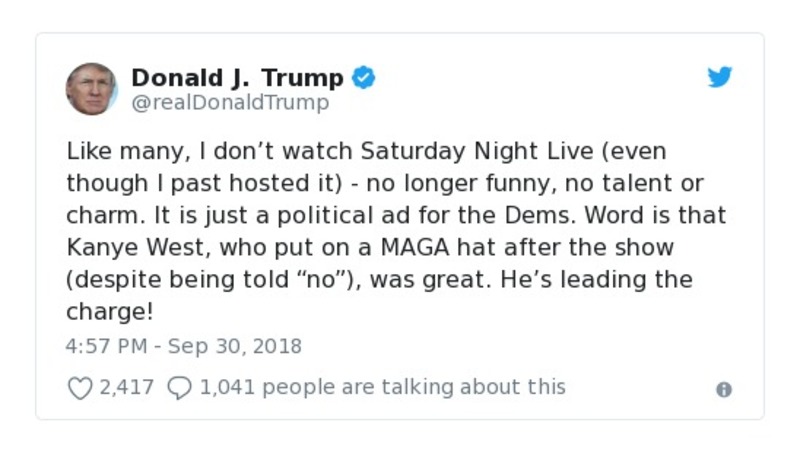 Donald J. Trump
@realDonaldTrump
Like many, I don’t watch Saturday Night Live (even
though I past hosted it) - no longer funny, no talent or
charm. It is just a political ad for the Dems. Word is that
Kanye West, who put on a MAGA hat after the show
(despite being told “no”), was great. He’s leading the
charge!
4:57 PM - Sep 30, 2018
2,417 1,041 people are talking about this